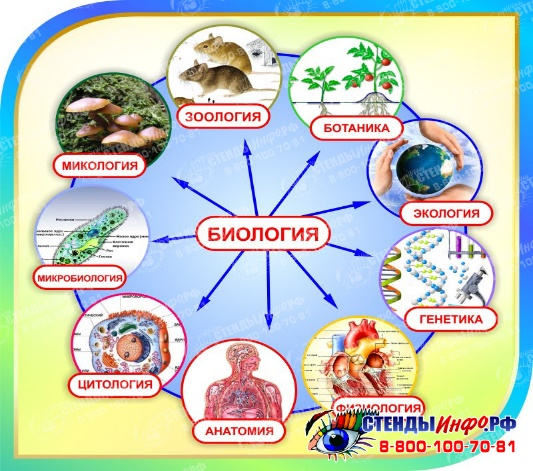 ЗООЛОГИЯ
БОТАНИКА
МИКОЛОГИЯ
ЭКОЛОГИЯ
БИОЛОГИЯ
МИКРОБИОЛОГИЯ
ГЕНЕТИКА
ЦИТОЛОГИЯ
АНАТОМИЯ
ФИЗИОЛОГИЯ
СТЕНДЫИНФО.РФ
8-800-100-70-81